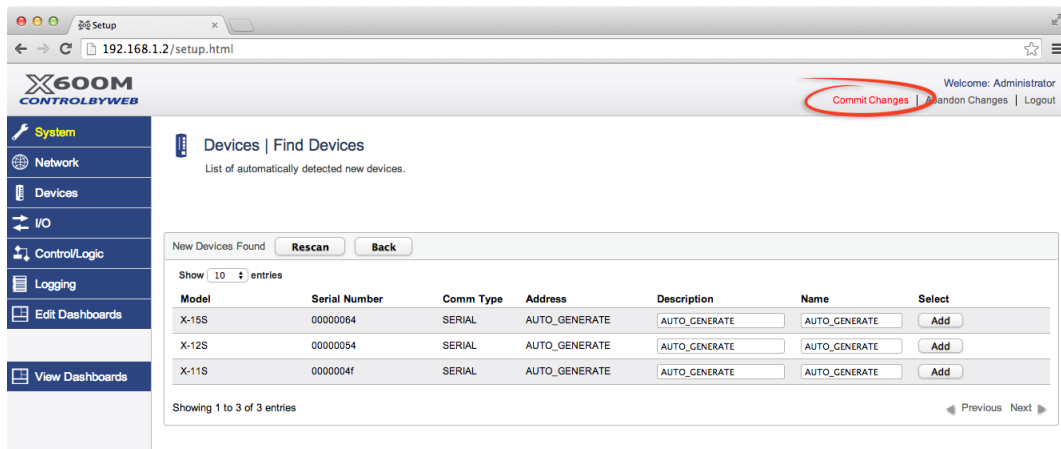 Setup
192.168.1.2/setup.html
X600M
CONTROLBYWEB
Welcome: Administrator
Commit Changes | Abandon Changes | Logout
System
Network
Devices
I/O
Control/Logic
Logging
Edit Dashboards
View Dashboards
Devices | Find Devices
List of automatically detected new devices.
New Devices Found Rescan Back
Show 10 entries
Model Serial Number Comm Type Address Description Name Select
X-15S 00000064 SERIAL AUTO_GENERATE AUTO_GENERATE AUTO_GENERATE Add
X-12S 00000054 SERIAL AUTO_GENERATE AUTO_GENERATE AUTO_GENERATE Add
X-11S 0000004f SERIAL AUTO_GENERATE AUTO_GENERATE AUTO_GENERATE Add
Showing 1 to 3 of 3 entries
Previous Next